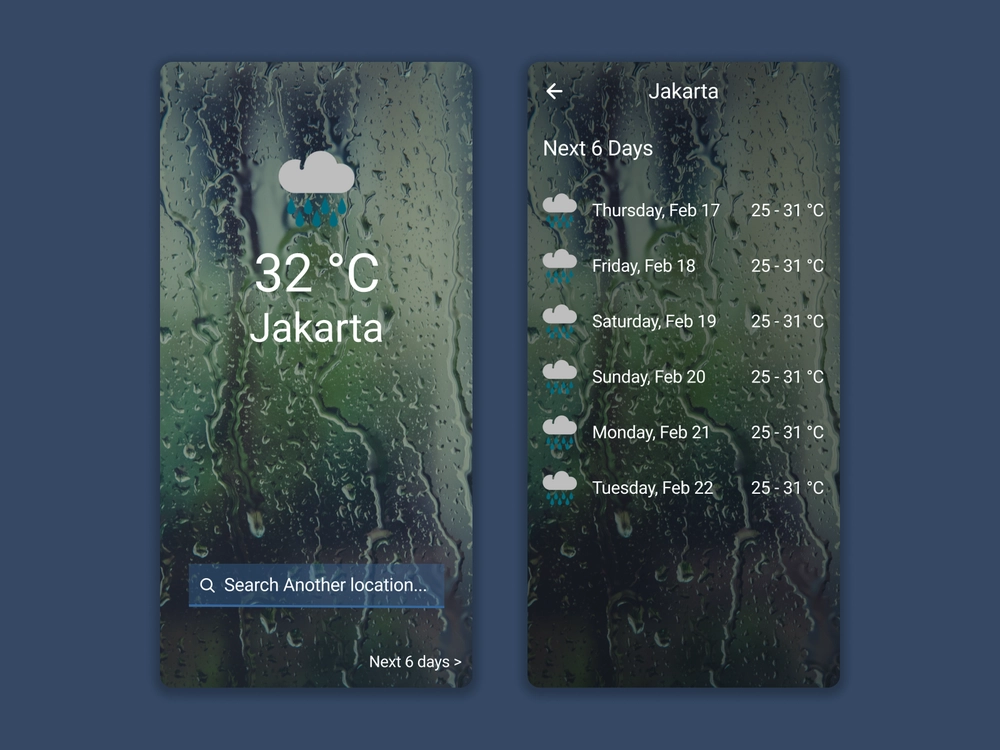 32 °C
Jakarta
Search Another location...
Next 6 days >
Jakarta
Next 6 Days
Thursday, Feb 17 25 - 31 °C
Friday, Feb 18 25 - 31 °C
Saturday, Feb 19 25 - 31 °C
Sunday, Feb 20 25 - 31 °C
Monday, Feb 21 25 - 31 °C
Tuesday, Feb 22 25 - 31 °C